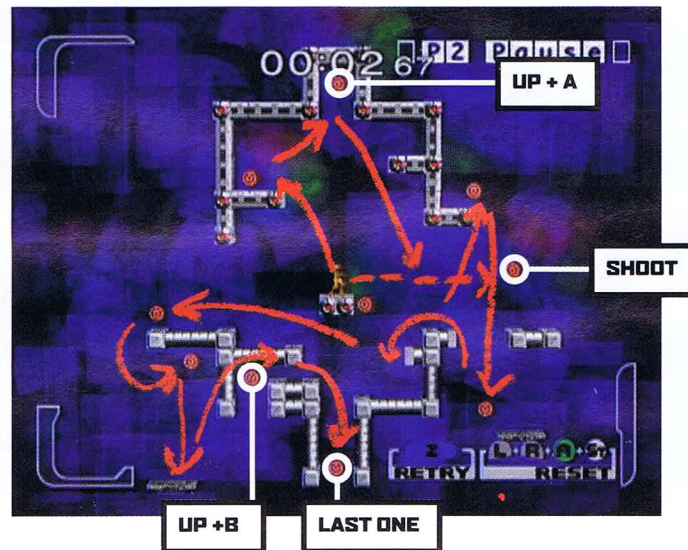 00:02 67
P2 Pause
UP + A
SHOOT
Z
RETRY
L+R+A+St
RESET
UP +B
LAST ONE